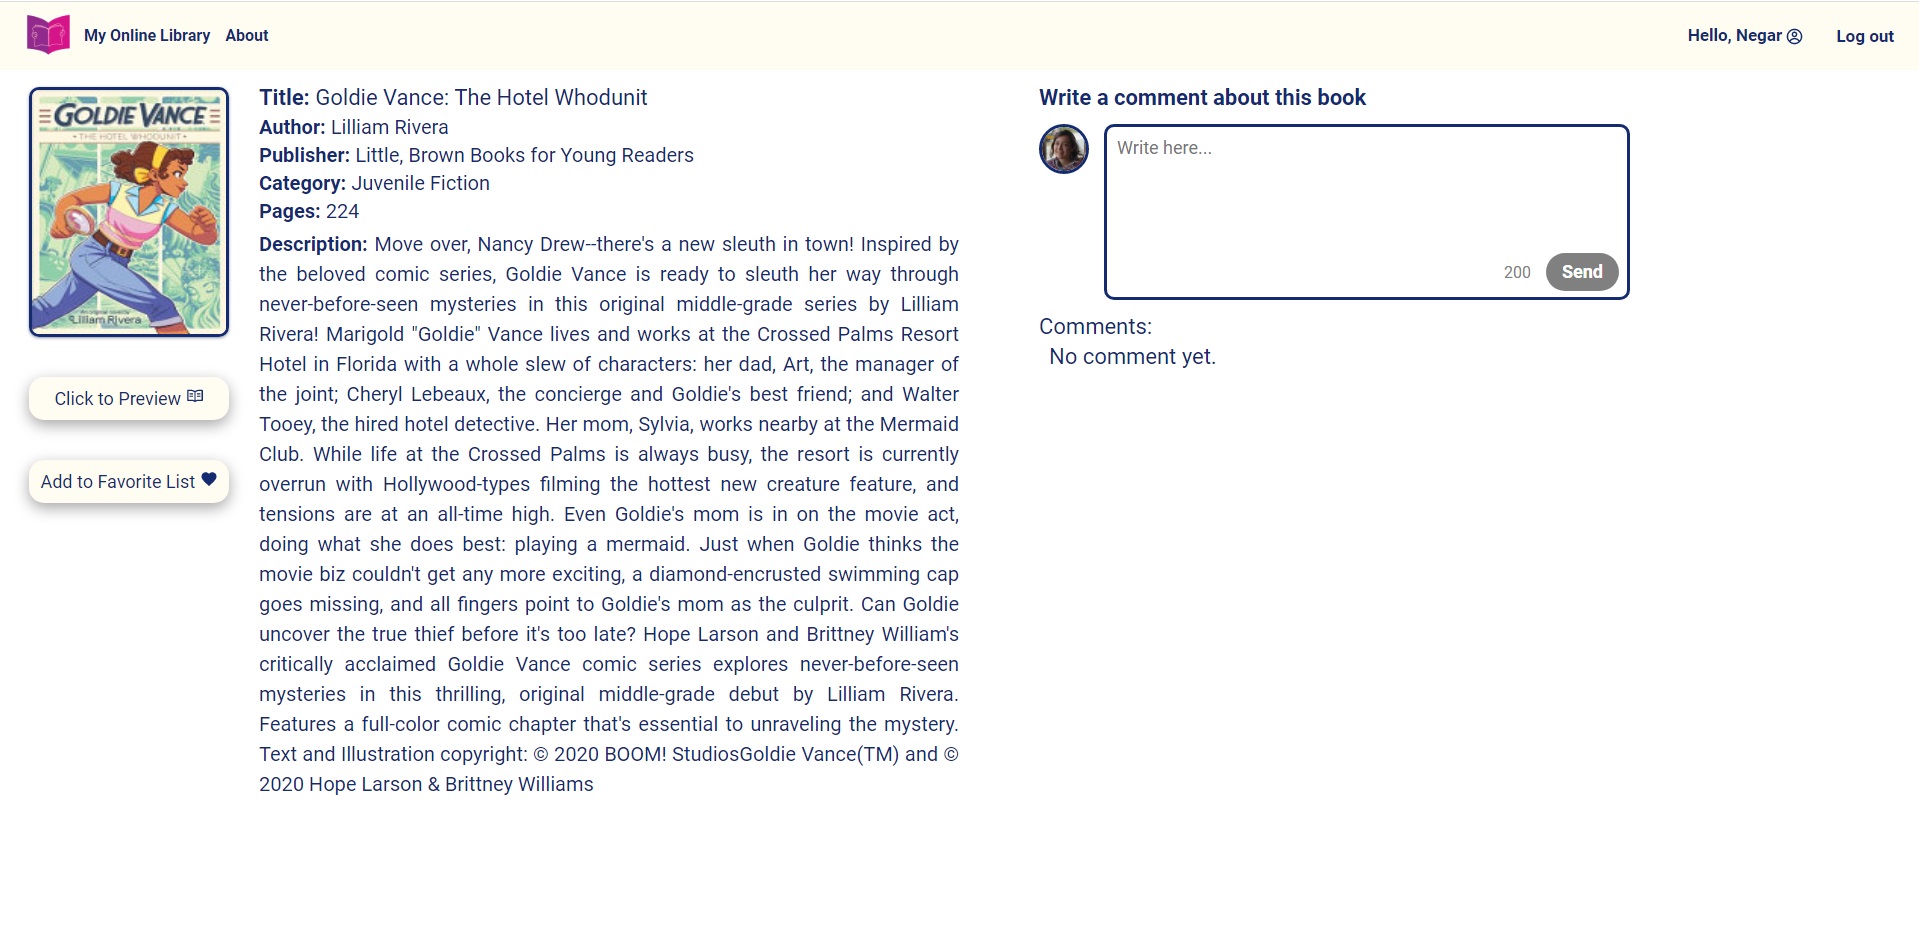 My Online Library About
Hello, Negar
Log out
GOLDIE VANCE
• THE HOTEL WHODUNIT •
Lilliam Rivera
Click to Preview
Add to Favorite List
Title: Goldie Vance: The Hotel Whodunit
Author: Lilliam Rivera
Publisher: Little, Brown Books for Young Readers
Category: Juvenile Fiction
Pages: 224
Description: Move over, Nancy Drew--there's a new sleuth in town! Inspired by
the beloved comic series, Goldie Vance is ready to sleuth her way through
never-before-seen mysteries in this original middle-grade series by Lilliam
Rivera! Marigold "Goldie" Vance lives and works at the Crossed Palms Resort
Hotel in Florida with a whole slew of characters: her dad, Art, the manager of
the joint; Cheryl Lebeaux, the concierge and Goldie's best friend; and Walter
Tooey, the hired hotel detective. Her mom, Sylvia, works nearby at the Mermaid
Club. While life at the Crossed Palms is always busy, the resort is currently
overrun with Hollywood-types filming the hottest new creature feature, and
tensions are at an all-time high. Even Goldie's mom is in on the movie act,
doing what she does best: playing a mermaid. Just when Goldie thinks the
movie biz couldn't get any more exciting, a diamond-encrusted swimming cap
goes missing, and all fingers point to Goldie's mom as the culprit. Can Goldie
uncover the true thief before it's too late? Hope Larson and Brittney William's
critically acclaimed Goldie Vance comic series explores never-before-seen
mysteries in this thrilling, original middle-grade debut by Lilliam Rivera.
Features a full-color comic chapter that's essential to unraveling the mystery.
Text and Illustration copyright: © 2020 BOOM! StudiosGoldie Vance(TM) and ©
2020 Hope Larson & Brittney Williams
Write a comment about this book
Write here...
200
Send
Comments:
No comment yet.